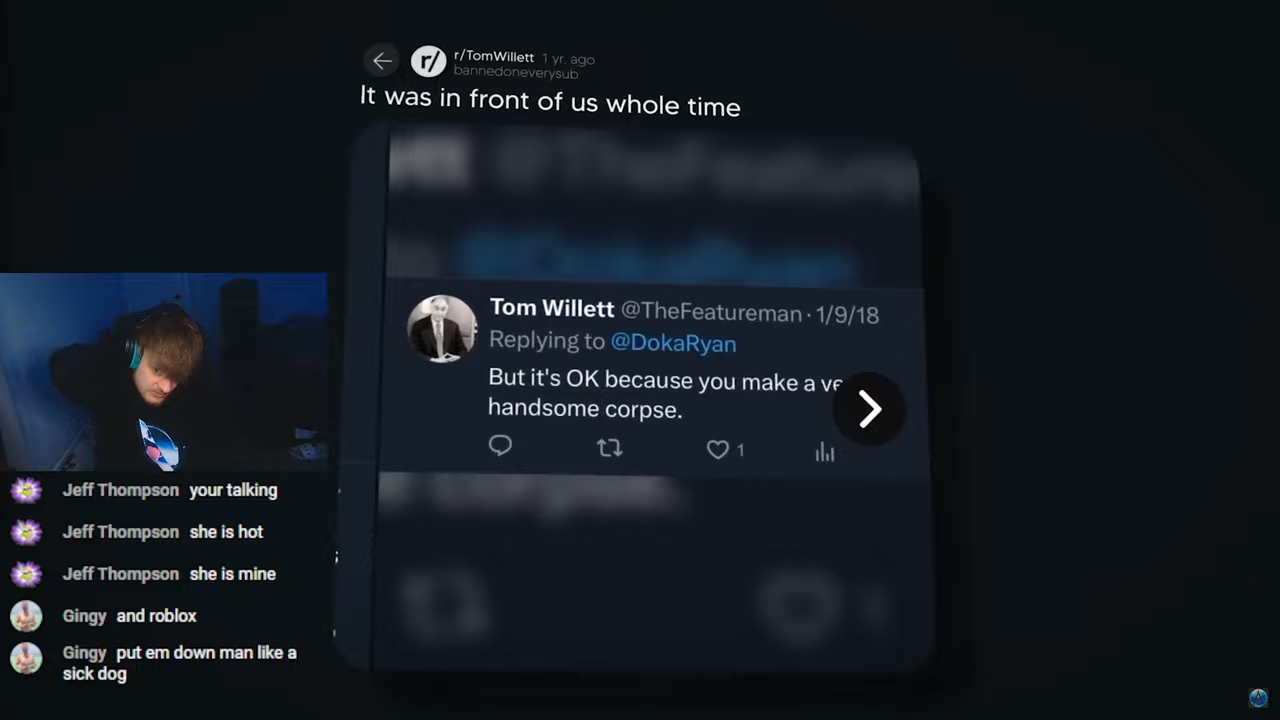 r/TomWillett 1 yr. ago
bannedoneverysub
It was in front of us whole time
Tom Willett @TheFeatureman · 1/9/18
Replying to @DokaRyan
But it's OK because you make a ve
handsome corpse.
1
Jeff Thompson your talking
Jeff Thompson she is hot
Jeff Thompson she is mine
Gingy and roblox
Gingy put em down man like a
sick dog